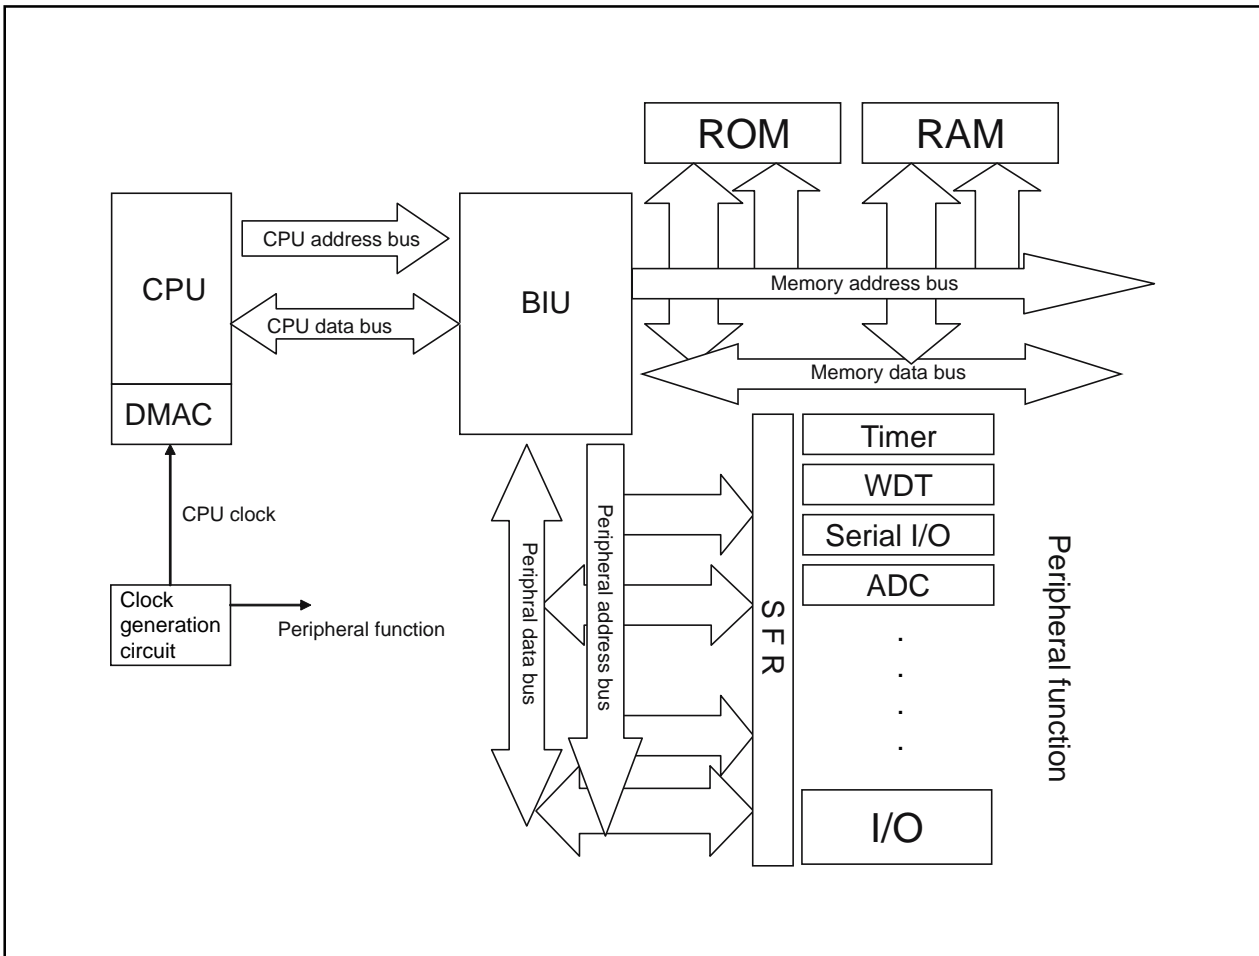 ROM
RAM
CPU address bus
CPU
BIU
Memory address bus
CPU data bus
Memory data bus
DMAC
Timer
WDT
CPU clock
Serial I/O
ADC
Clock
generation
circuit
Peripheral function
Periphral data bus
Peripheral address bus
S F R
.
.
.
.
Peripheral function
I/O